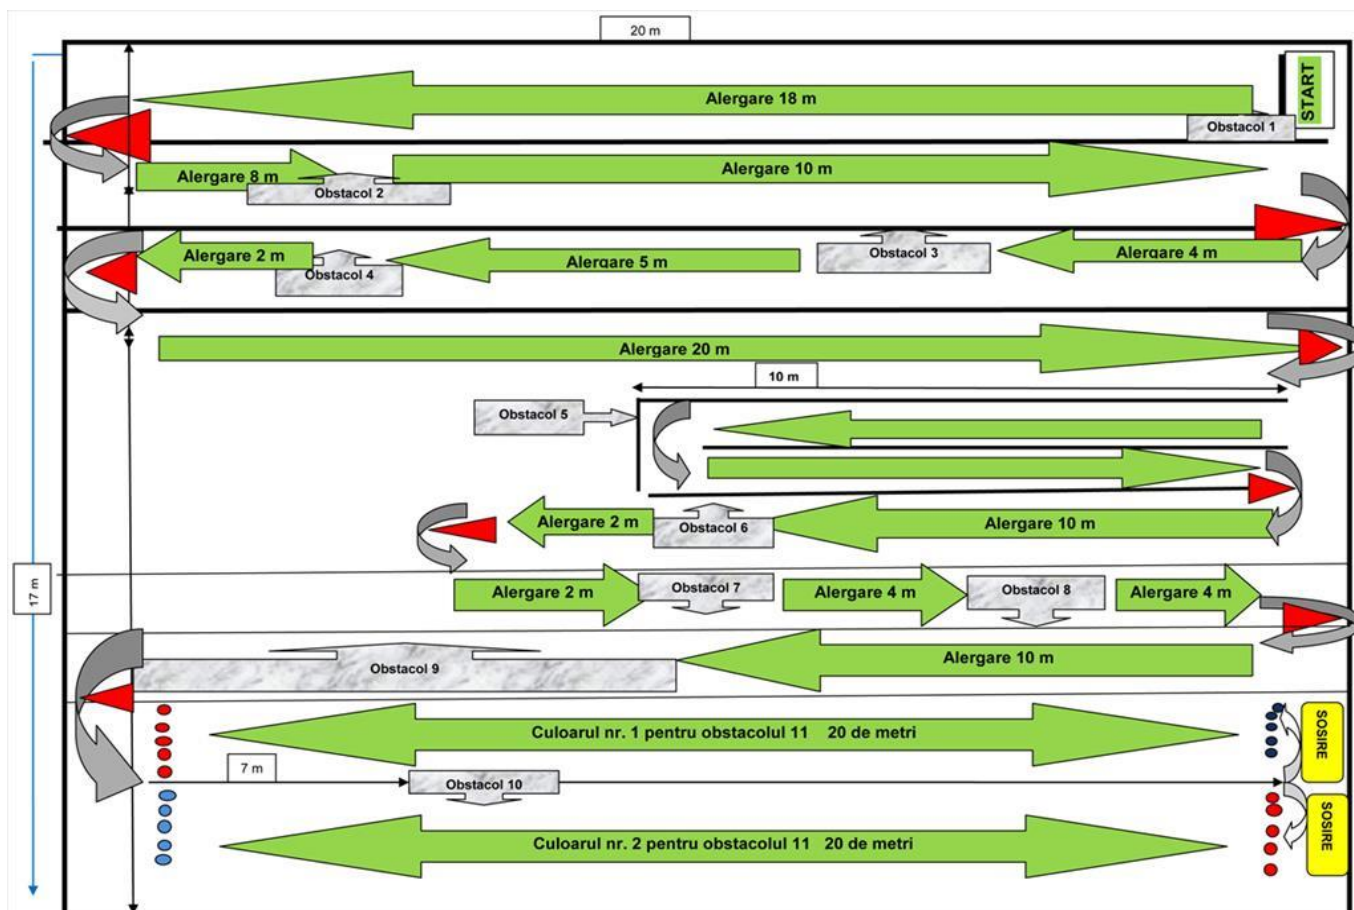 20 m
START
Alergare 18 m
Obstacol 1
Alergare 8 m
Alergare 10 m
Obstacol 2
Alergare 2 m
Obstacol 4
Alergare 5 m
Obstacol 3
Alergare 4 m
Alergare 20 m
10 m
Obstacol 5
Alergare 2 m
Obstacol 6
Alergare 10 m
17 m
Alergare 2 m
Obstacol 7
Alergare 4 m
Obstacol 8
Alergare 4 m
Obstacol 9
Alergare 10 m
Culoarul nr. 1 pentru obstacolul 11 20 de metri
SOSIRE
7 m
Obstacol 10
Culoarul nr. 2 pentru obstacolul 11 20 de metri
SOSIRE